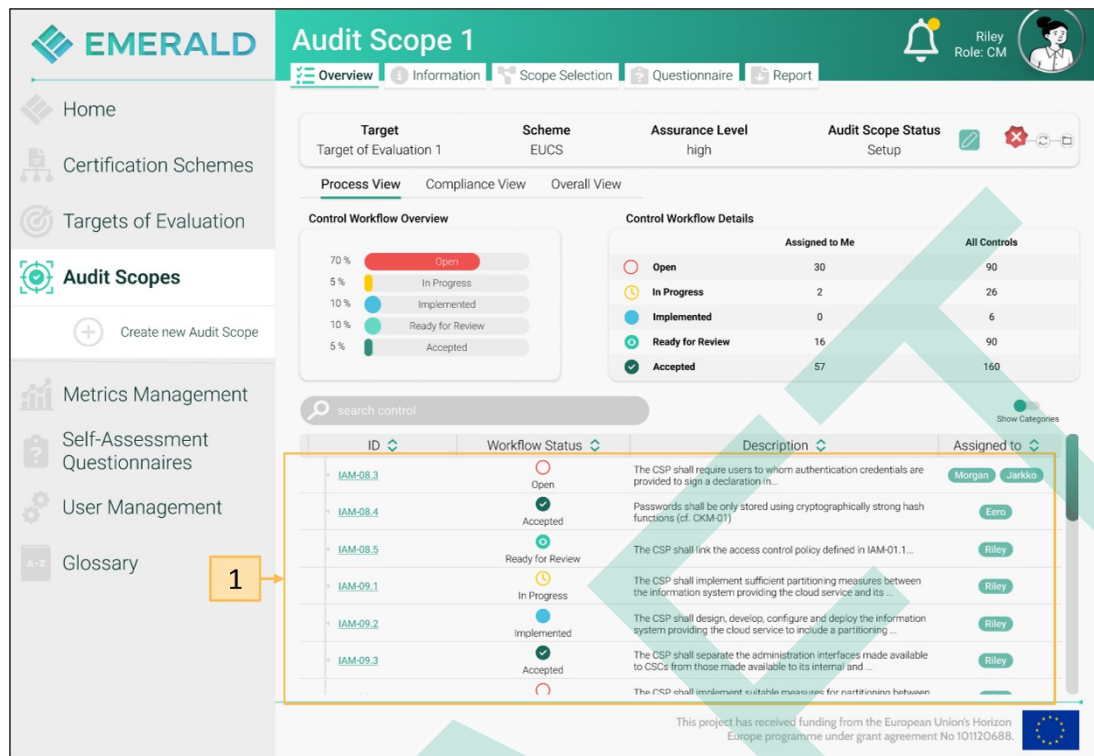 EMERALD
Audit Scope 1
Riley
Role: CM
Overview
Information
Scope Selection
Questionnaire
Report
Home
Certification Schemes
Targets of Evaluation
Audit Scopes
Create new Audit Scope
Metrics Management
Self-Assessment
Questionnaires
User Management
A-Z
Glossary
Target
Target of Evaluation 1
Scheme
EUCS
Assurance Level
high
Audit Scope Status
Setup
Process View
Compliance View
Overall View
Control Workflow Overview
70 % Open
5 % In Progress
10 % Implemented
10 % Ready for Review
5 % Accepted
Control Workflow Details
Assigned to Me All Controls
Open 30 90
In Progress 2 26
Implemented 0 6
Ready for Review 16 90
Accepted 57 160
search control
Show Categories
ID Workflow Status Description Assigned to
IAM-08.3
Open
The CSP shall require users to whom authentication credentials are
provided to sign a declaration in...
Morgan Jarkko
IAM-08.4
Accepted
Passwords shall be only stored using cryptographically strong hash
functions (cf. CKM-01)
Eero
IAM-08.5
Ready for Review
The CSP shall link the access control policy defined in IAM-01.1...
Riley
1
IAM-09.1
In Progress
The CSP shall implement sufficient partitioning measures between
the information system providing the cloud service and its ...
Riley
IAM-09.2
Implemented
The CSP shall design, develop, configure and deploy the information
system providing the cloud service to include a partitioning ...
Riley
IAM-09.3
Accepted
The CSP shall separate the administration interfaces made available
to CSCs from those made available to its internal and ...
Riley
The CSP shall implement suitable measures for partitioning between
This project has received funding from the European Union's Horizon
Europe programme under grant agreement No 101120688.